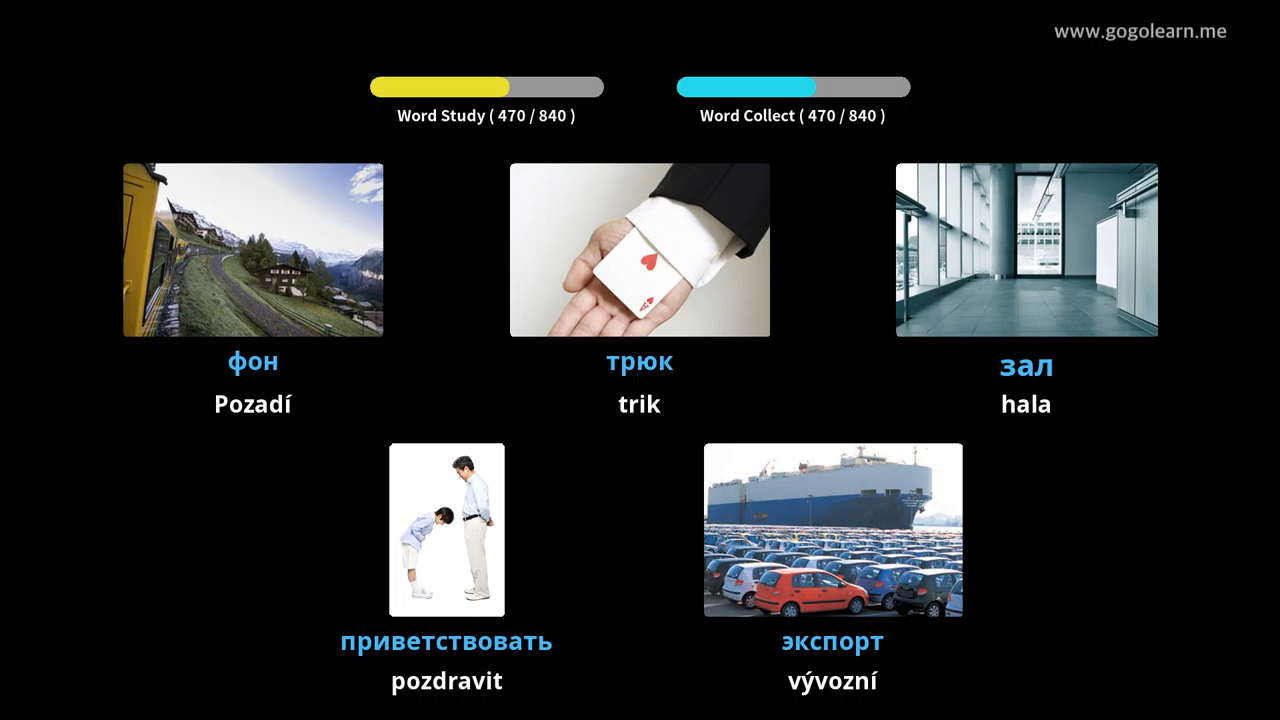 www.gogolearn.me
Word Study ( 470 / 840 )
Word Collect ( 470 / 840 )
фон
Pozadí
трюк
trik
зал
hala
приветствовать
pozdravit
экспорт
vývozní